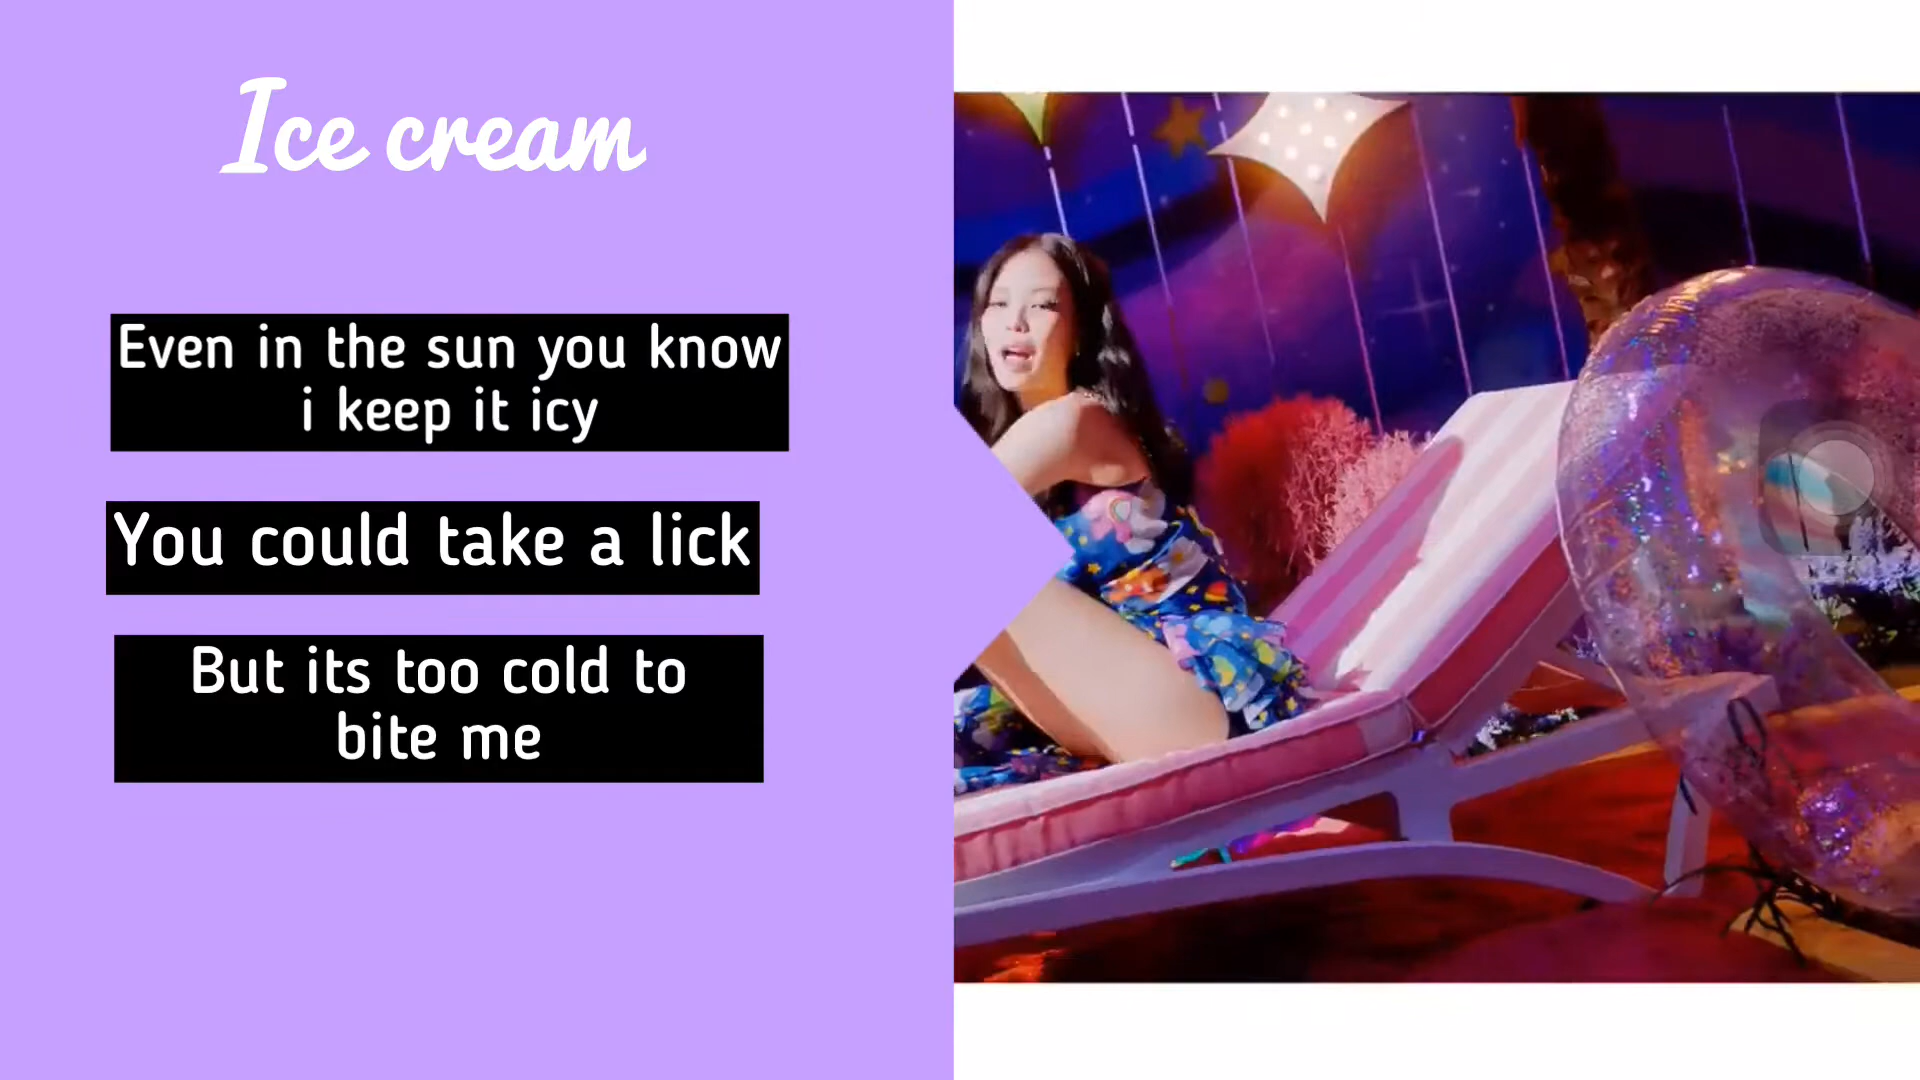 Ice cream
Even in the sun you know
i keep it icy
You could take a lick
But its too cold to
bite me